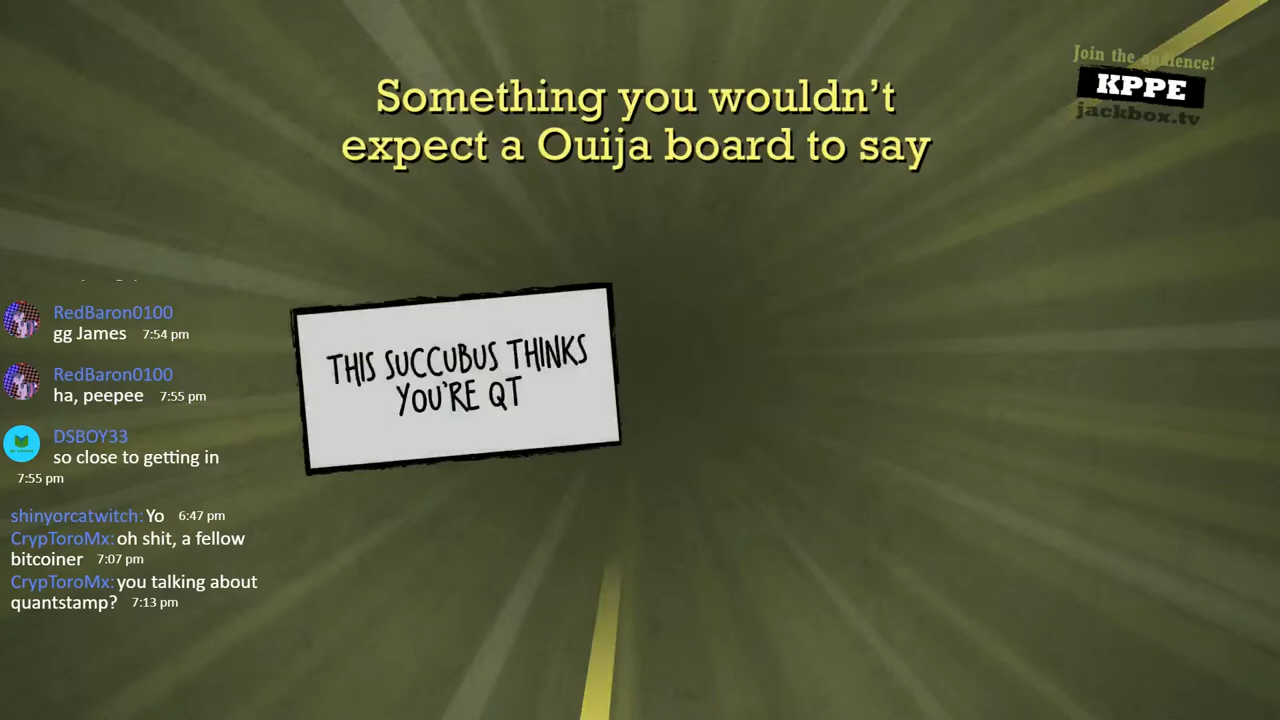 Something you wouldn't
expect a Ouija board to say
Join the audience!
KPPE
jackbox.tv
THIS SUCCUBUS THINKS
YOU'RE QT
RedBaron0100
gg James 7:54 pm
RedBaron0100
ha, peepee 7:55 pm
DSBOY33
so close to getting in
7:55 pm
shinyorcatwitch: Yo 6:47 pm
CrypToroMx: oh shit, a fellow
bitcoiner 7:07 pm
CrypToroMx: you talking about
quantstamp? 7:13 pm